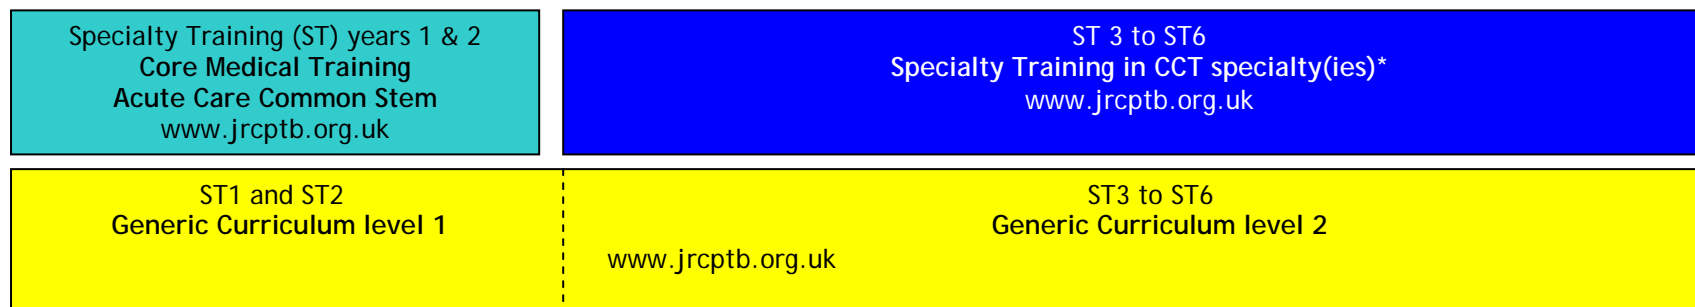 Specialty Training (ST) years 1 & 2
Core Medical Training
Acute Care Common Stem
www.jrcptb.org.uk
ST 3 to ST6
Specialty Training in CCT specialty(ies)*
www.jrcptb.org.uk
ST1 and ST2
Generic Curriculum level 1
ST3 to ST6
Generic Curriculum level 2
www.jrcptb.org.uk